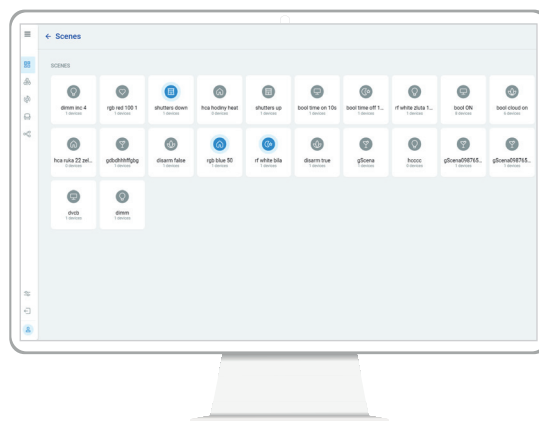 ← Scenes
SCENES
dimm inc 4
1 devices
rgb red 100 1
1 devices
shutters down
1 devices
hca hodiny heat
0 devices
shutters up
1 devices
bool time on 10s
1 devices
bool time off 1...
1 devices
rf white zluta 1...
1 devices
bool ON
8 devices
bool cloud on
6 devices
hca ruka 22 zel...
0 devices
gdbdhhffgbg
1 devices
disarm false
1 devices
rgb blue 50
1 devices
rf white bila
1 devices
disarm true
1 devices
gScena
1 devices
hcccc
0 devices
gScena098765...
1 devices
gScena098765...
1 devices
dvcb
1 devices
dimm
1 devices